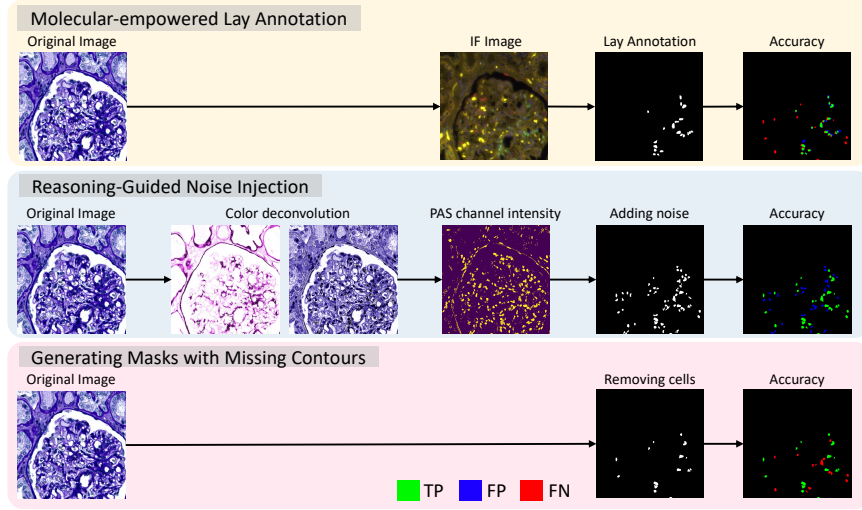 Molecular-empowered Lay Annotation
Original Image
IF Image
Lay Annotation
Accuracy
Reasoning-Guided Noise Injection
Original Image
Color deconvolution
PAS channel intensity
Adding noise
Accuracy
Generating Masks with Missing Contours
Original Image
Removing cells
Accuracy
TP
FP
FN